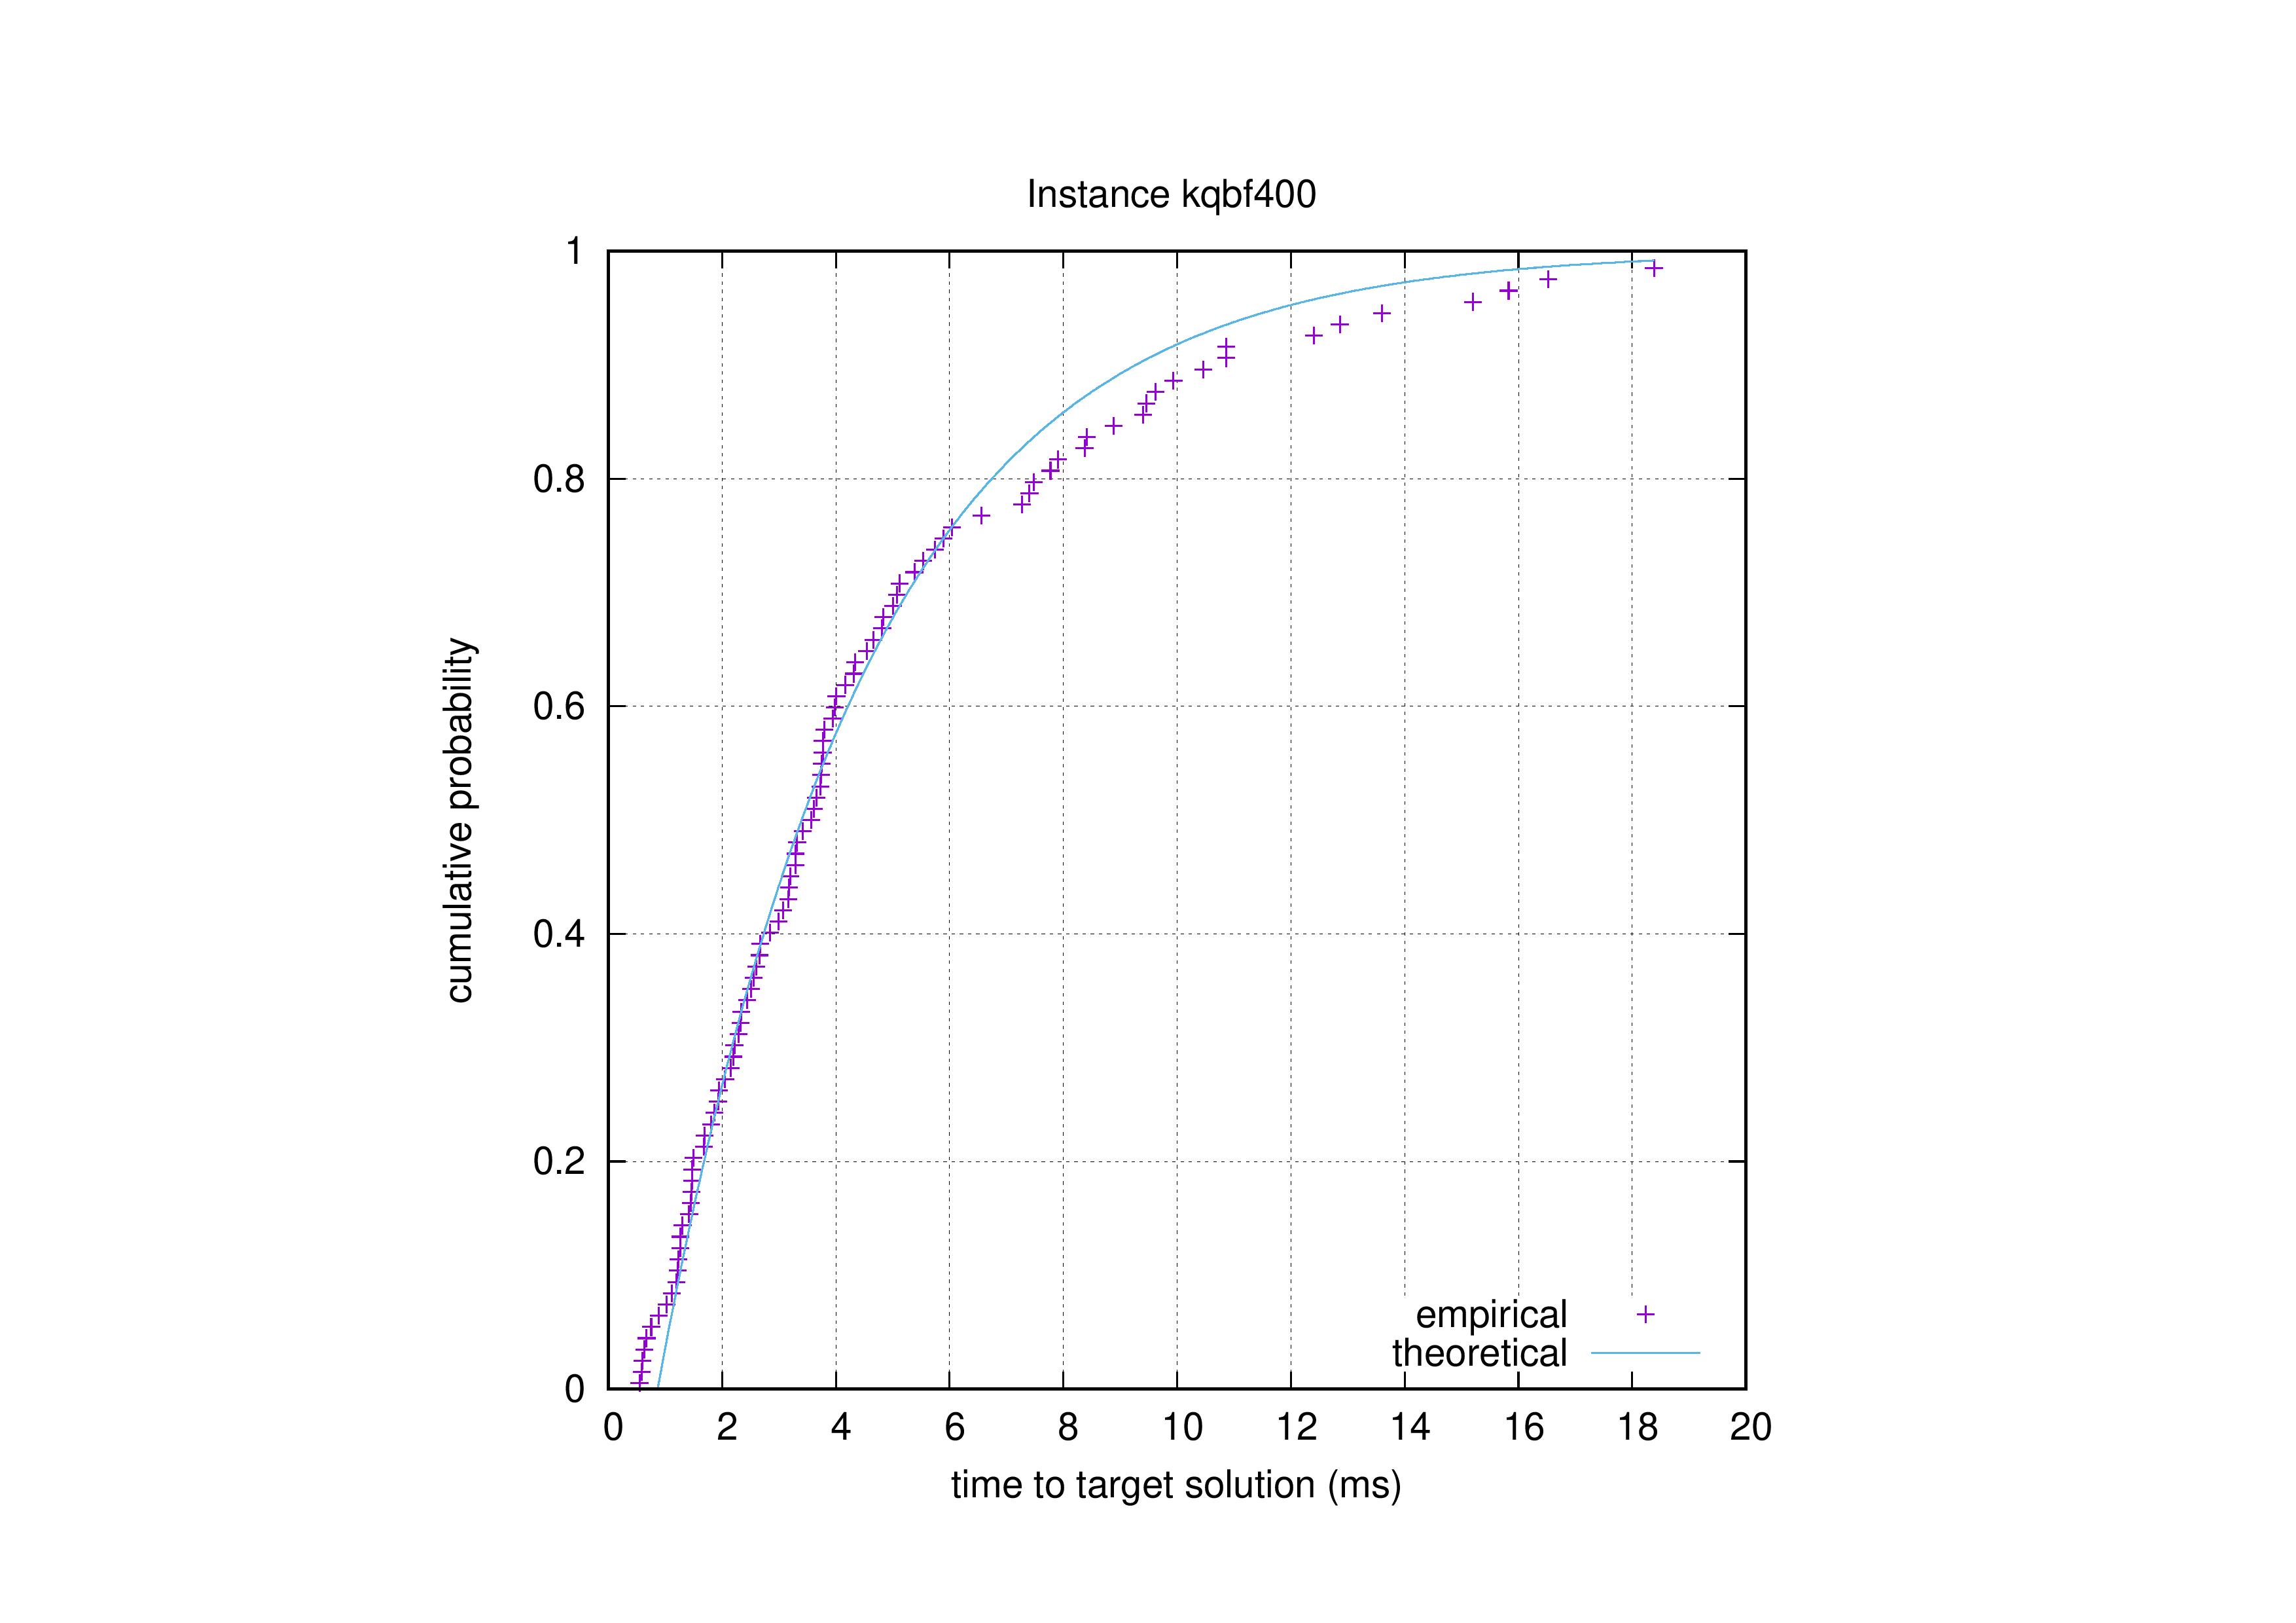 Instance kqbf400
1
0.8
0.6
0.4
0.2
0
cumulative probability
empirical
theoretical
0 2 4 6 8 10 12 14 16 18 20
time to target solution (ms)